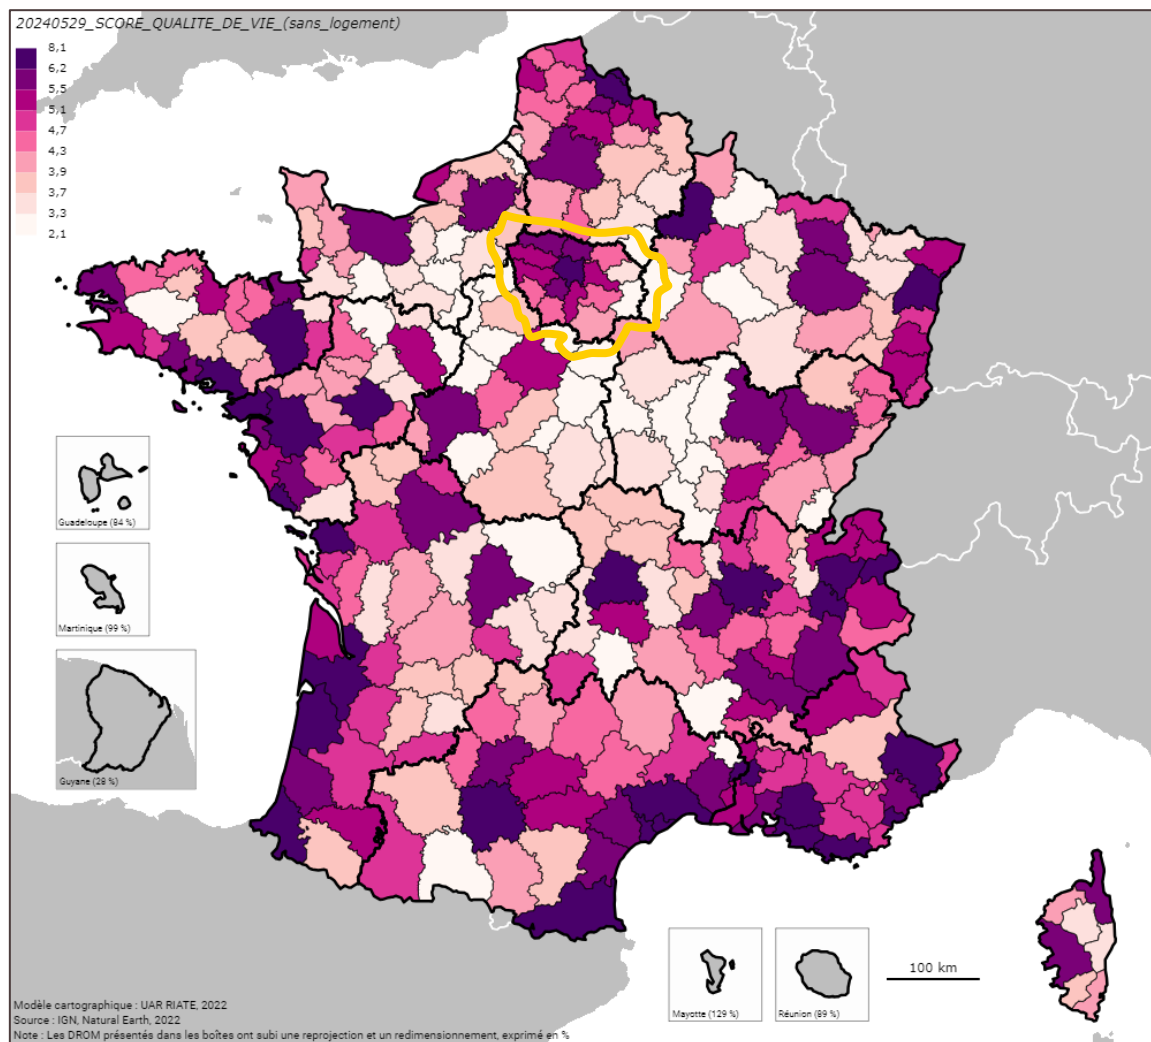 20240529_SCORE_QUALITE_DE_VIE_(sans_logement)
8,1
6,2
5,5
5,1
4,7
4,3
3,9
3,7
3,3
2,1
Guadeloupe (84 %)
Martinique (99 %)
Guyane (28 %)
Mayotte (129 %)
Réunion (89 %)
100 km
Modèle cartographique : UAR RIATE, 2022
Source : IGN, Natural Earth, 2022
Note : Les DROM présentés dans les boîtes ont subi une reprojection et un redimensionnement, exprimé en %